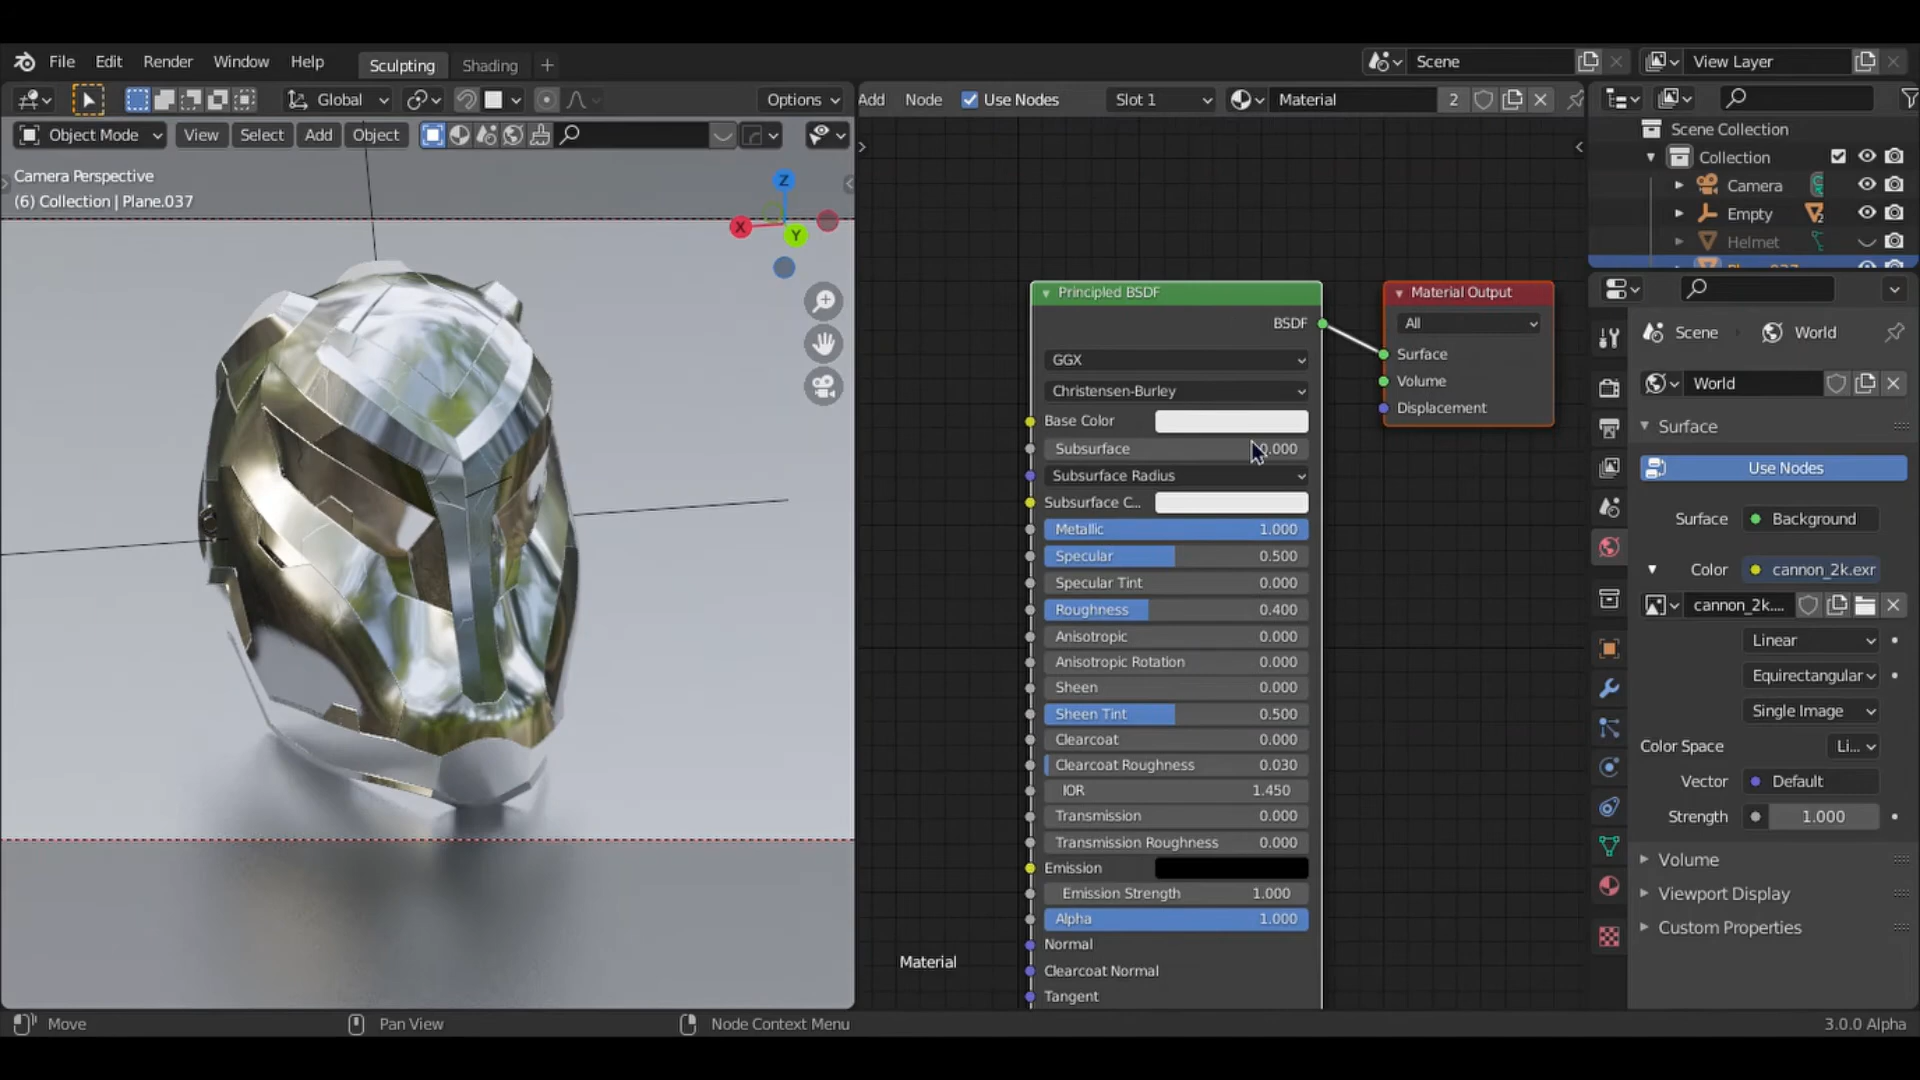 File Edit Render Window Help Sculpting Shading + Scene View Layer
Global Options Add Node Use Nodes Slot 1 Material 2
Object Mode View Select Add Object
Camera Perspective
(6) Collection | Plane.037
Z
X
Y
Principled BSDF
BSDF
GGX
Christensen-Burley
Base Color
Subsurface 0.000
Subsurface Radius
Subsurface C...
Metallic 1.000
Specular 0.500
Specular Tint 0.000
Roughness 0.400
Anisotropic 0.000
Anisotropic Rotation 0.000
Sheen 0.000
Sheen Tint 0.500
Clearcoat 0.000
Clearcoat Roughness 0.030
IOR 1.450
Transmission 0.000
Transmission Roughness 0.000
Emission
Emission Strength 1.000
Alpha 1.000
Normal
Clearcoat Normal
Tangent
Material
Material Output
All
Surface
Volume
Displacement
Scene Collection
Collection
Camera
Empty 2
Helmet
Scene World
World
Surface
Use Nodes
Surface Background
Color cannon_2k.exr
cannon_2k....
Linear
Equirectangular
Single Image
Color Space Li...
Vector Default
Strength 1.000
Volume
Viewport Display
Custom Properties
Move Pan View Node Context Menu 3.0.0 Alpha